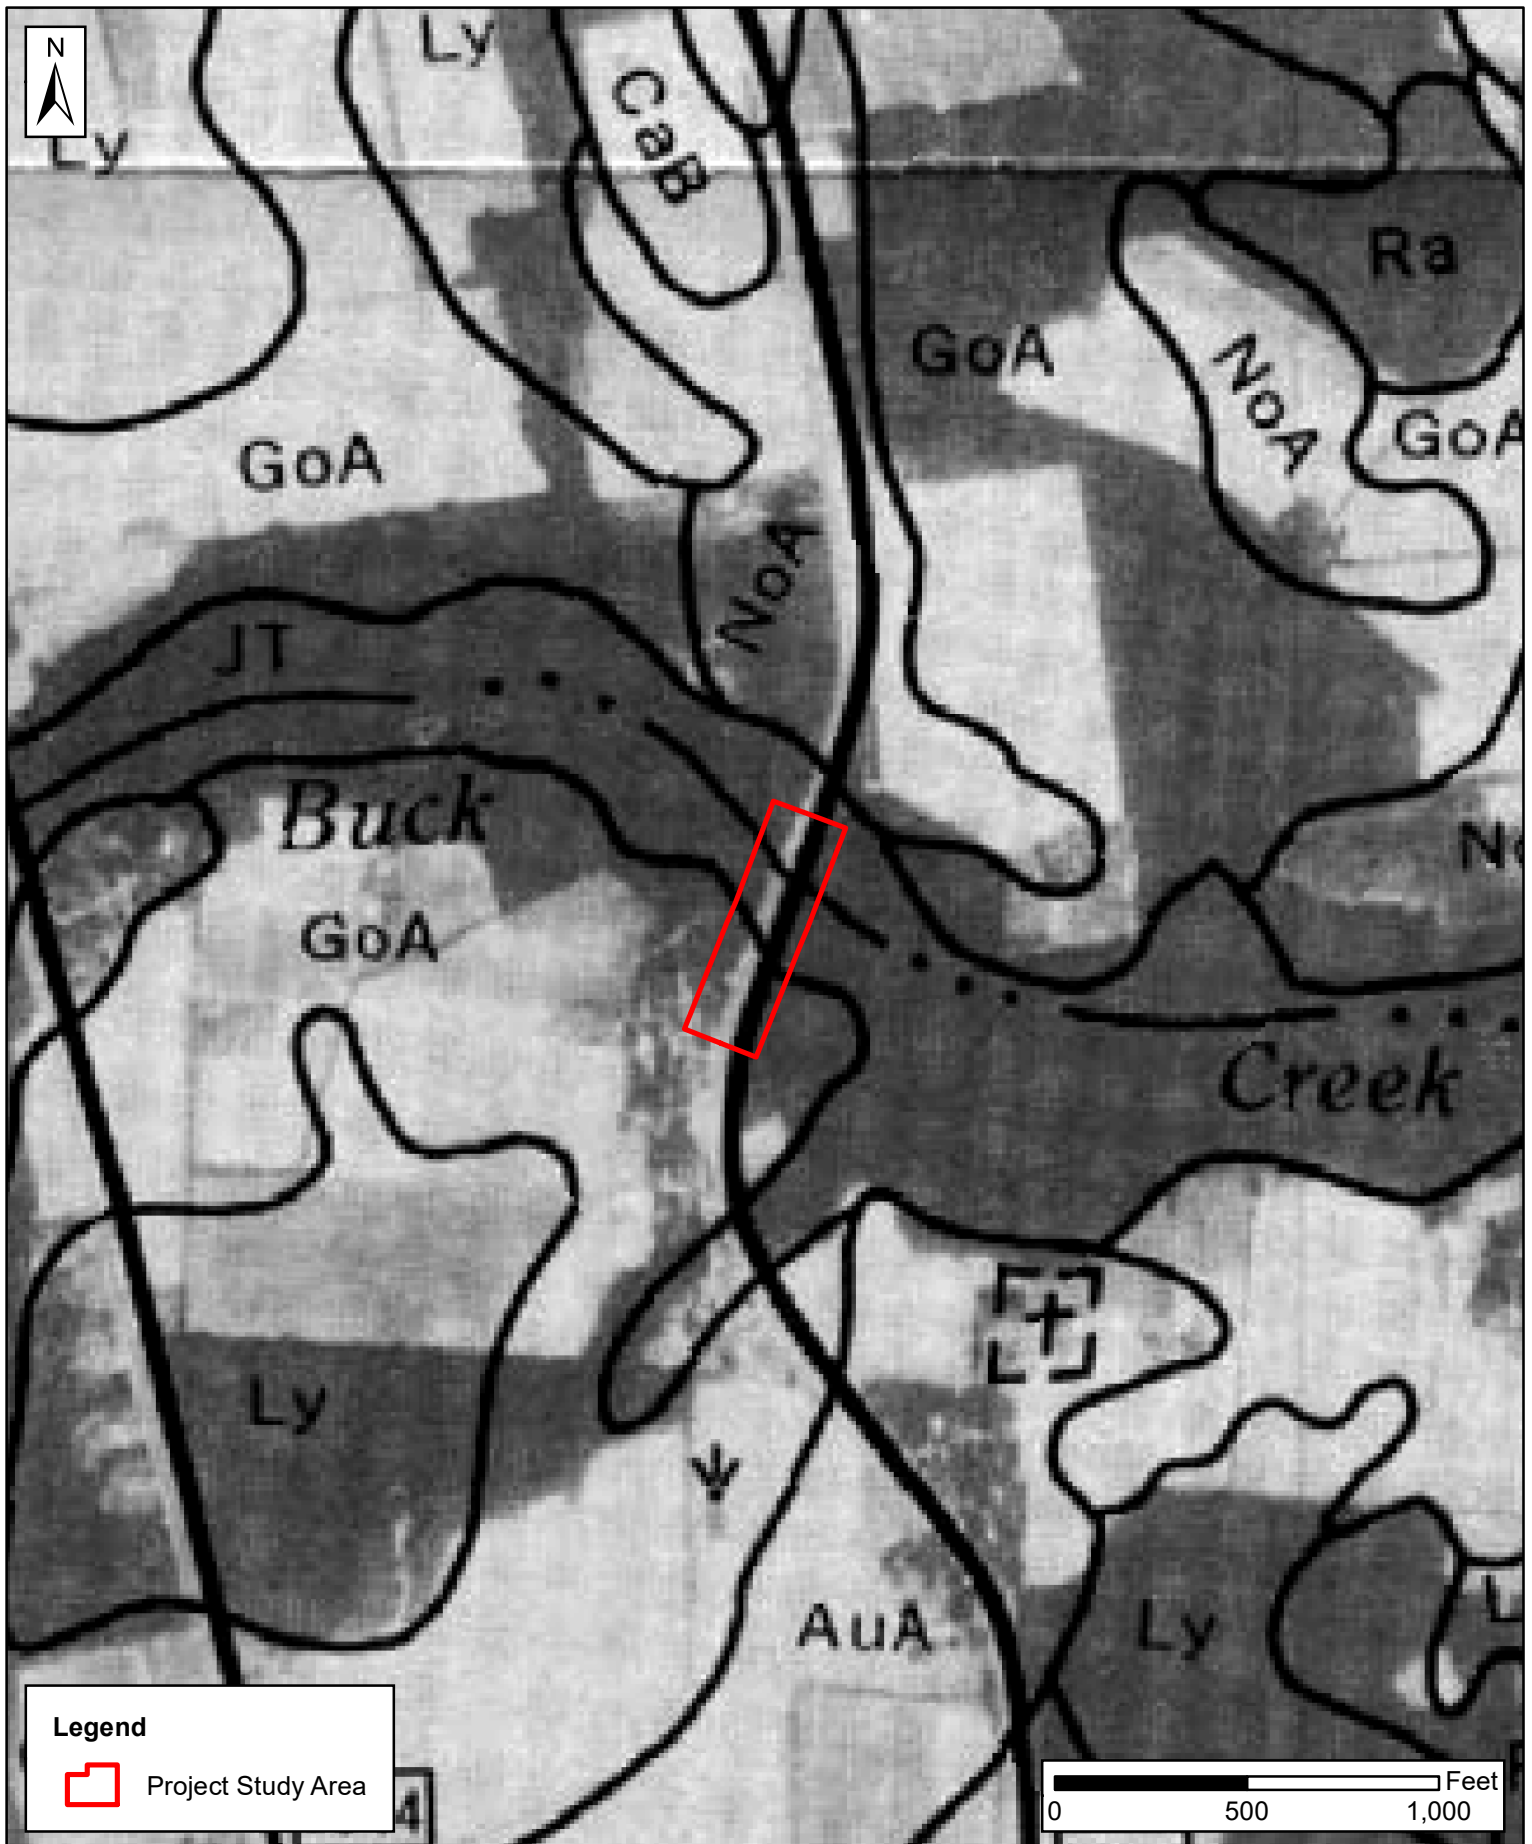 Ly
N
CaB
Ly
Ra
GoA
NoA
GoA
GoA
NoA
JT
Buck
GoA
Creek
Ly
AuA
Ly
Legend
Project Study Area
Feet
0 500 1,000